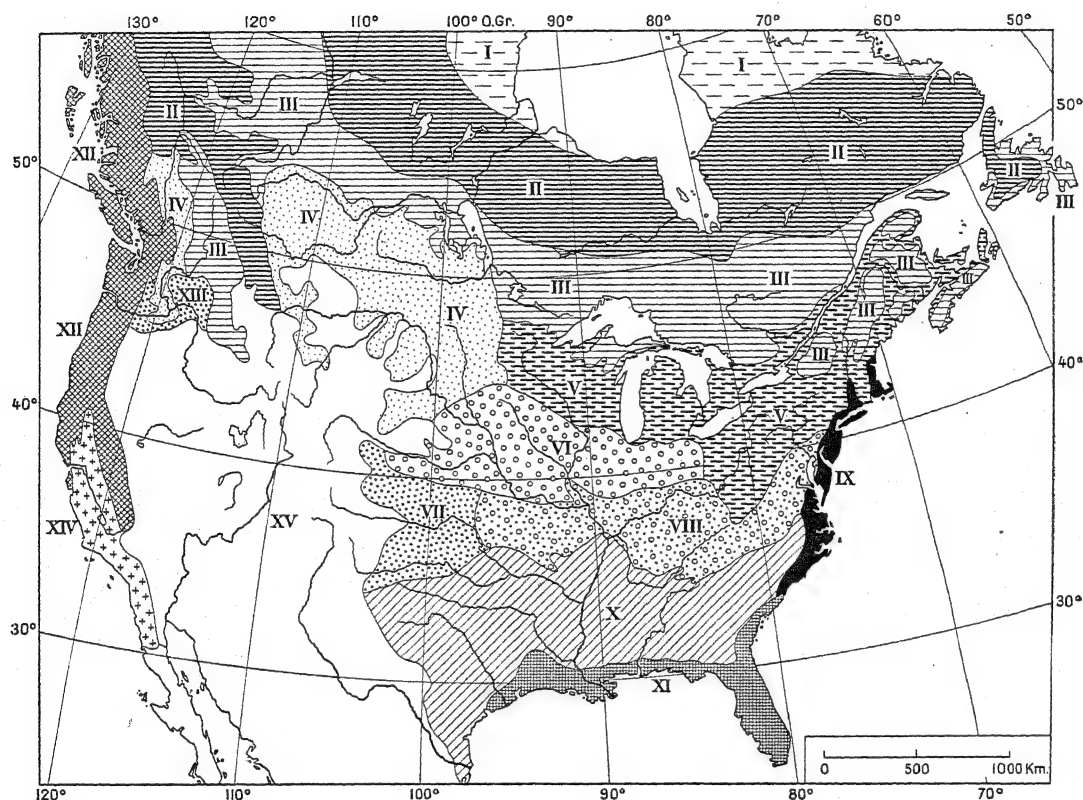 130° 120° 110° 100° O.Gr. 90° 80° 70° 60° 50°
I I
II III 50°
XII II
50° II II
IV IV III
III III
III III III III
XIII
XII IV III III
V 40°
40° V
VI
IX
XIV XV VII VIII
30° X 30°
XI
0 500 1000 Km.
120° 110° 100° 90° 80° 70°